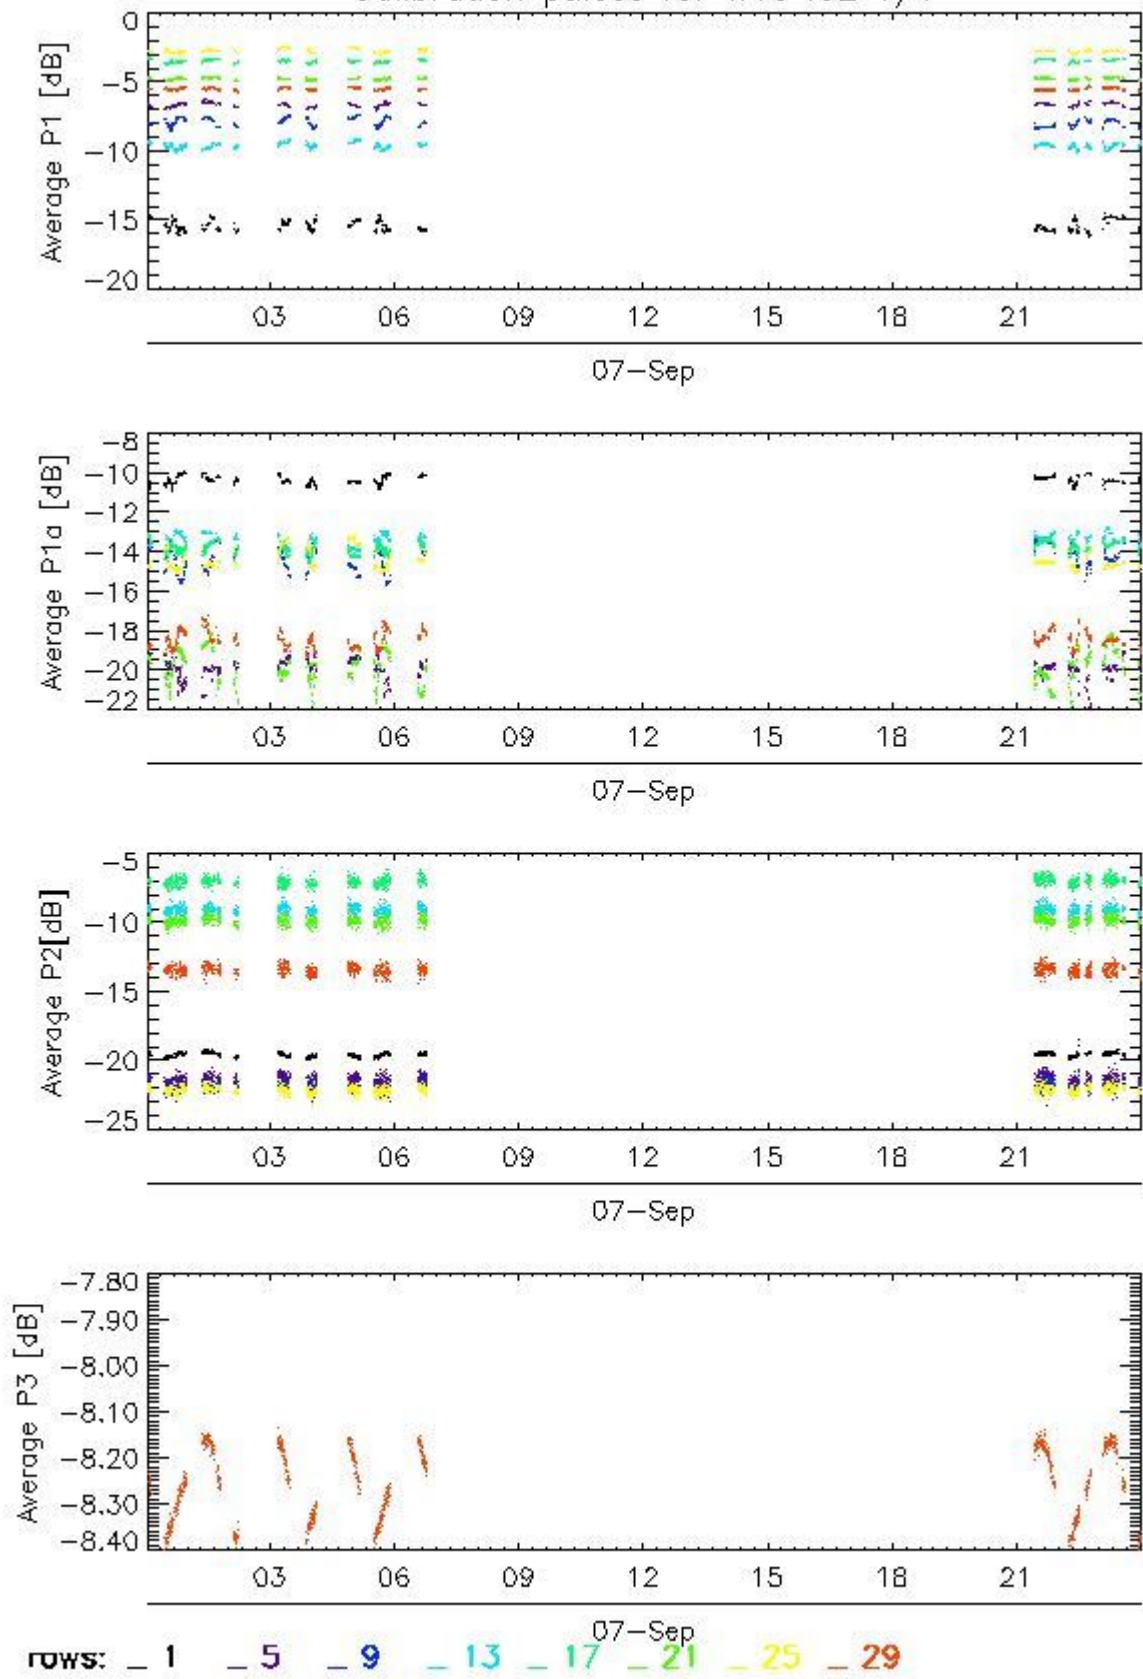 0
-5
-10
-15
-20
Average P1 [dB]
03 06 09 12 15 18 21
07-Sep
-8
-10
-12
-14
-16
-18
-20
-22
Average P1a [dB]
03 06 09 12 15 18 21
07-Sep
-5
-10
-15
-20
-25
Average P2[dB]
03 06 09 12 15 18 21
07-Sep
-7.80
-7.90
-8.00
-8.10
-8.20
-8.30
-8.40
Average P3 [dB]
03 06 09 12 15 18 21
07-Sep
rows: _ 1 _ 5 _ 9 _ 13 _ 17 _ 21 _ 25 _ 29